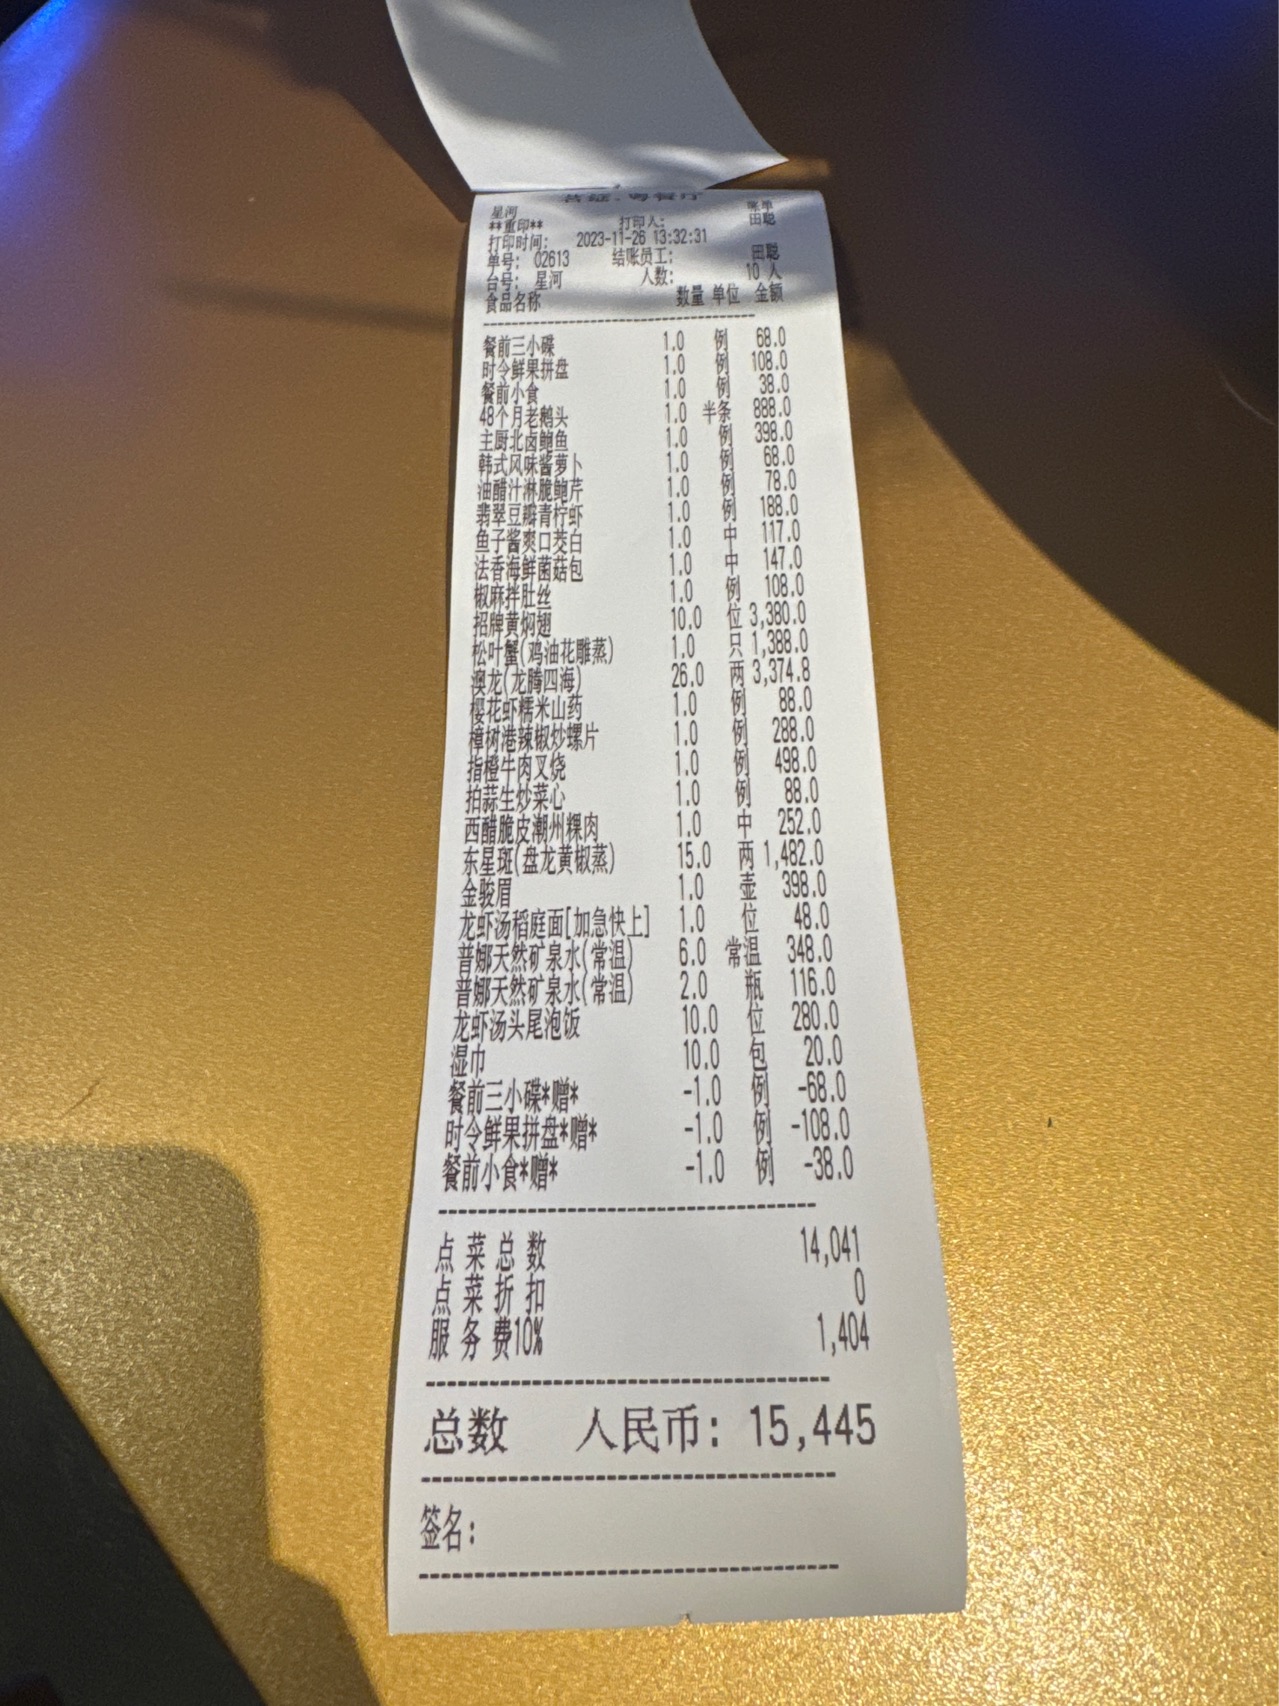 星河 账单
**重印** 打印人: 田聪
打印时间: 2023-11-26 13:32:31
单号: 02613 结账员工: 田聪
台号: 星河 人数: 10 人
食品名称 数量 单位 金额
餐前三小碟 1.0 例 68.0
时令鲜果拼盘 1.0 例 108.0
餐前小食 1.0 例 38.0
48个月老鹅头 1.0 半条 888.0
主厨北卤鲍鱼 1.0 例 398.0
韩式风味酱萝卜 1.0 例 68.0
油醋汁淋脆鲍芹 1.0 例 78.0
翡翠豆瓣青柠虾 1.0 例 188.0
鱼子酱爽口茭白 1.0 中 117.0
法香海鲜菌菇包 1.0 中 147.0
椒麻拌肚丝 1.0 例 108.0
招牌黄焖翅 10.0 位 3,380.0
松叶蟹(鸡油花雕蒸) 1.0 只 1,388.0
澳龙(龙腾四海) 26.0 两 3,374.8
樱花虾糯米山药 1.0 例 88.0
樟树港辣椒炒螺片 1.0 例 288.0
指橙牛肉叉烧 1.0 例 498.0
拍蒜生炒菜心 1.0 例 88.0
西醋脆皮潮州粿肉 1.0 中 252.0
东星斑(盘龙黄椒蒸) 15.0 两 1,482.0
金骏眉 1.0 壶 398.0
龙虾汤稻庭面[加急快上] 1.0 位 48.0
普娜天然矿泉水(常温) 6.0 常温 348.0
普娜天然矿泉水(常温) 2.0 瓶 116.0
龙虾汤头尾泡饭 10.0 位 280.0
湿巾 10.0 包 20.0
餐前三小碟*赠* -1.0 例 -68.0
时令鲜果拼盘*赠* -1.0 例 -108.0
餐前小食*赠* -1.0 例 -38.0
点菜总数 14,041
点菜折扣 0
服务费10% 1,404
总数 人民币: 15,445
签名: